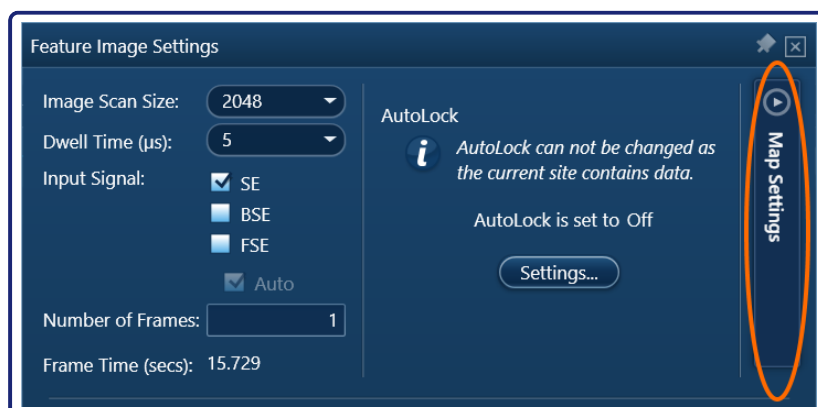 Feature Image Settings
Image Scan Size: 2048
Dwell Time (µs): 5
Input Signal: SE
BSE
FSE
Auto
Number of Frames: 1
Frame Time (secs): 15.729
AutoLock
AutoLock can not be changed as
the current site contains data.
AutoLock is set to Off
Settings...
Map Settings